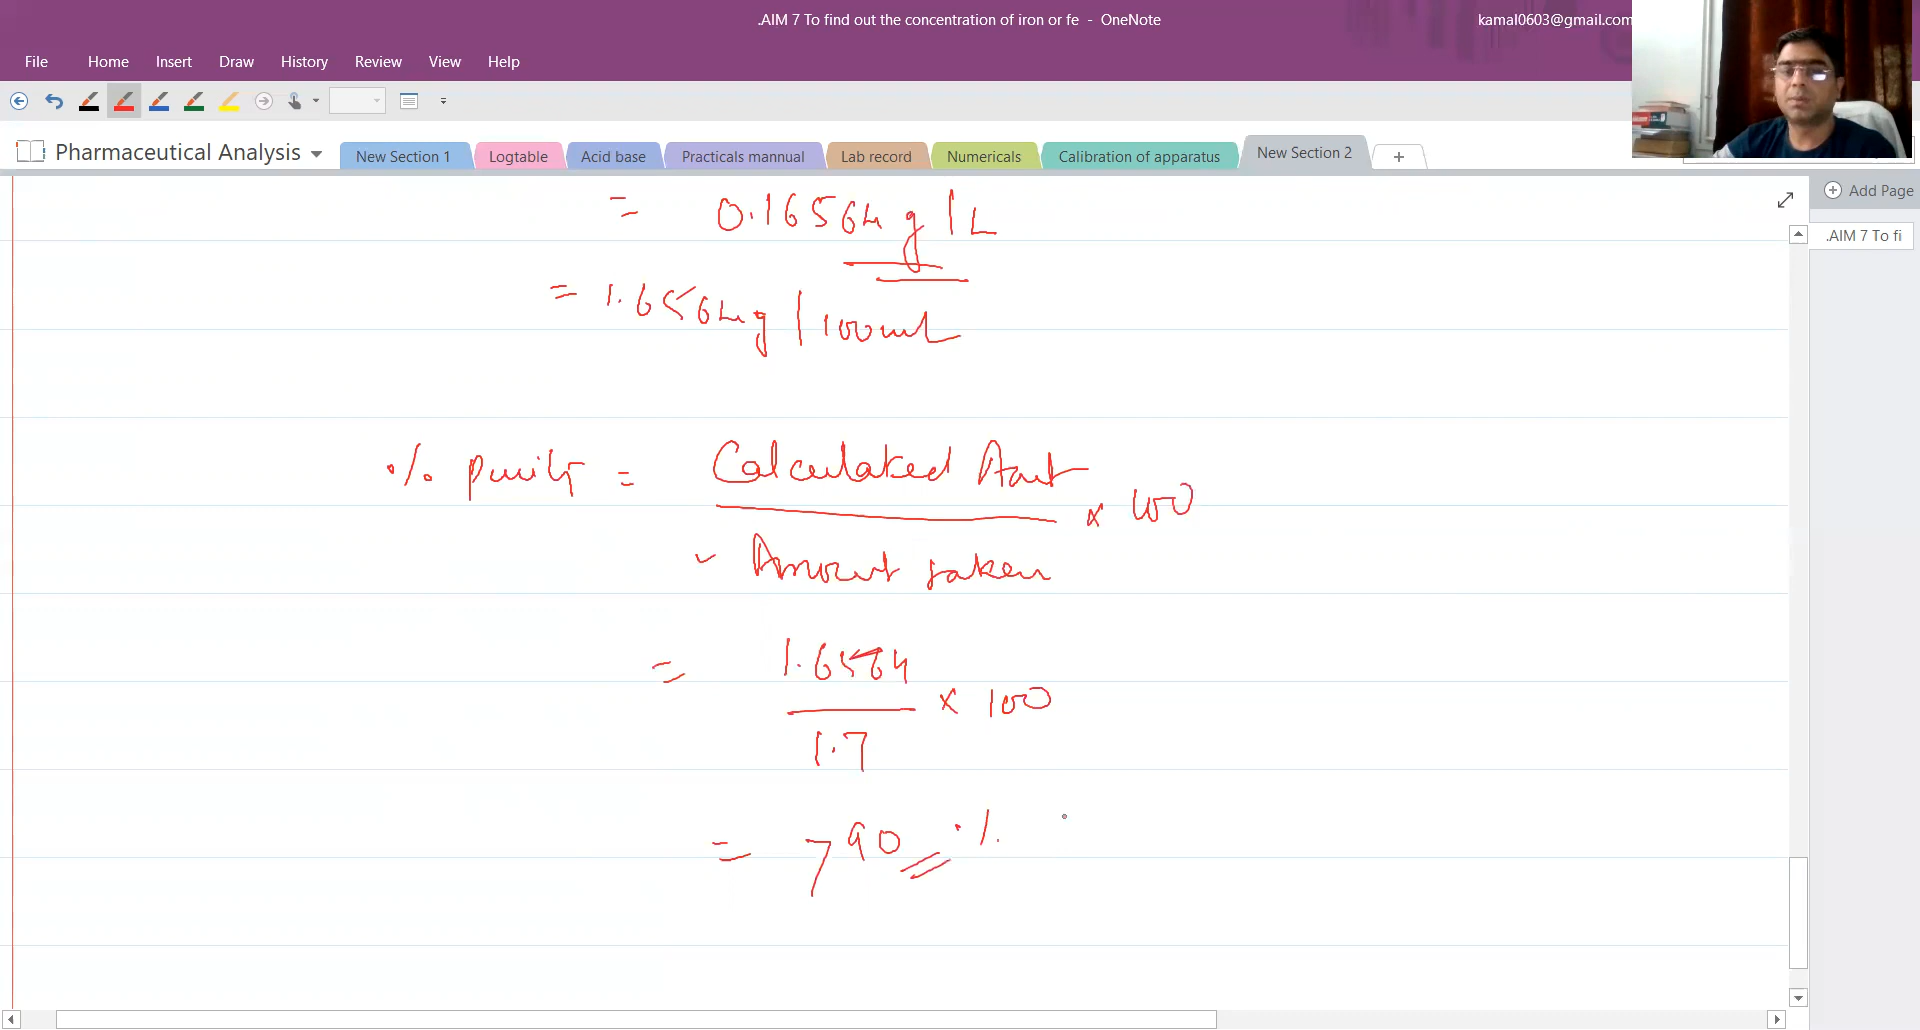 .AIM 7 To find out the concentration of iron or fe - OneNote
kamal0603@gmail.com
File Home Insert Draw History Review View Help
Pharmaceutical Analysis
New Section 1 Logtable Acid base Practicals mannual Lab record Numericals Calibration of apparatus New Section 2
Add Page
.AIM 7 To fi
= 0.16564 g/L
= 1.6564 g/100ml
% purity = Calculated Amt
× 100
Amount taken
= 1.6564
× 100
1.7
= 790 %